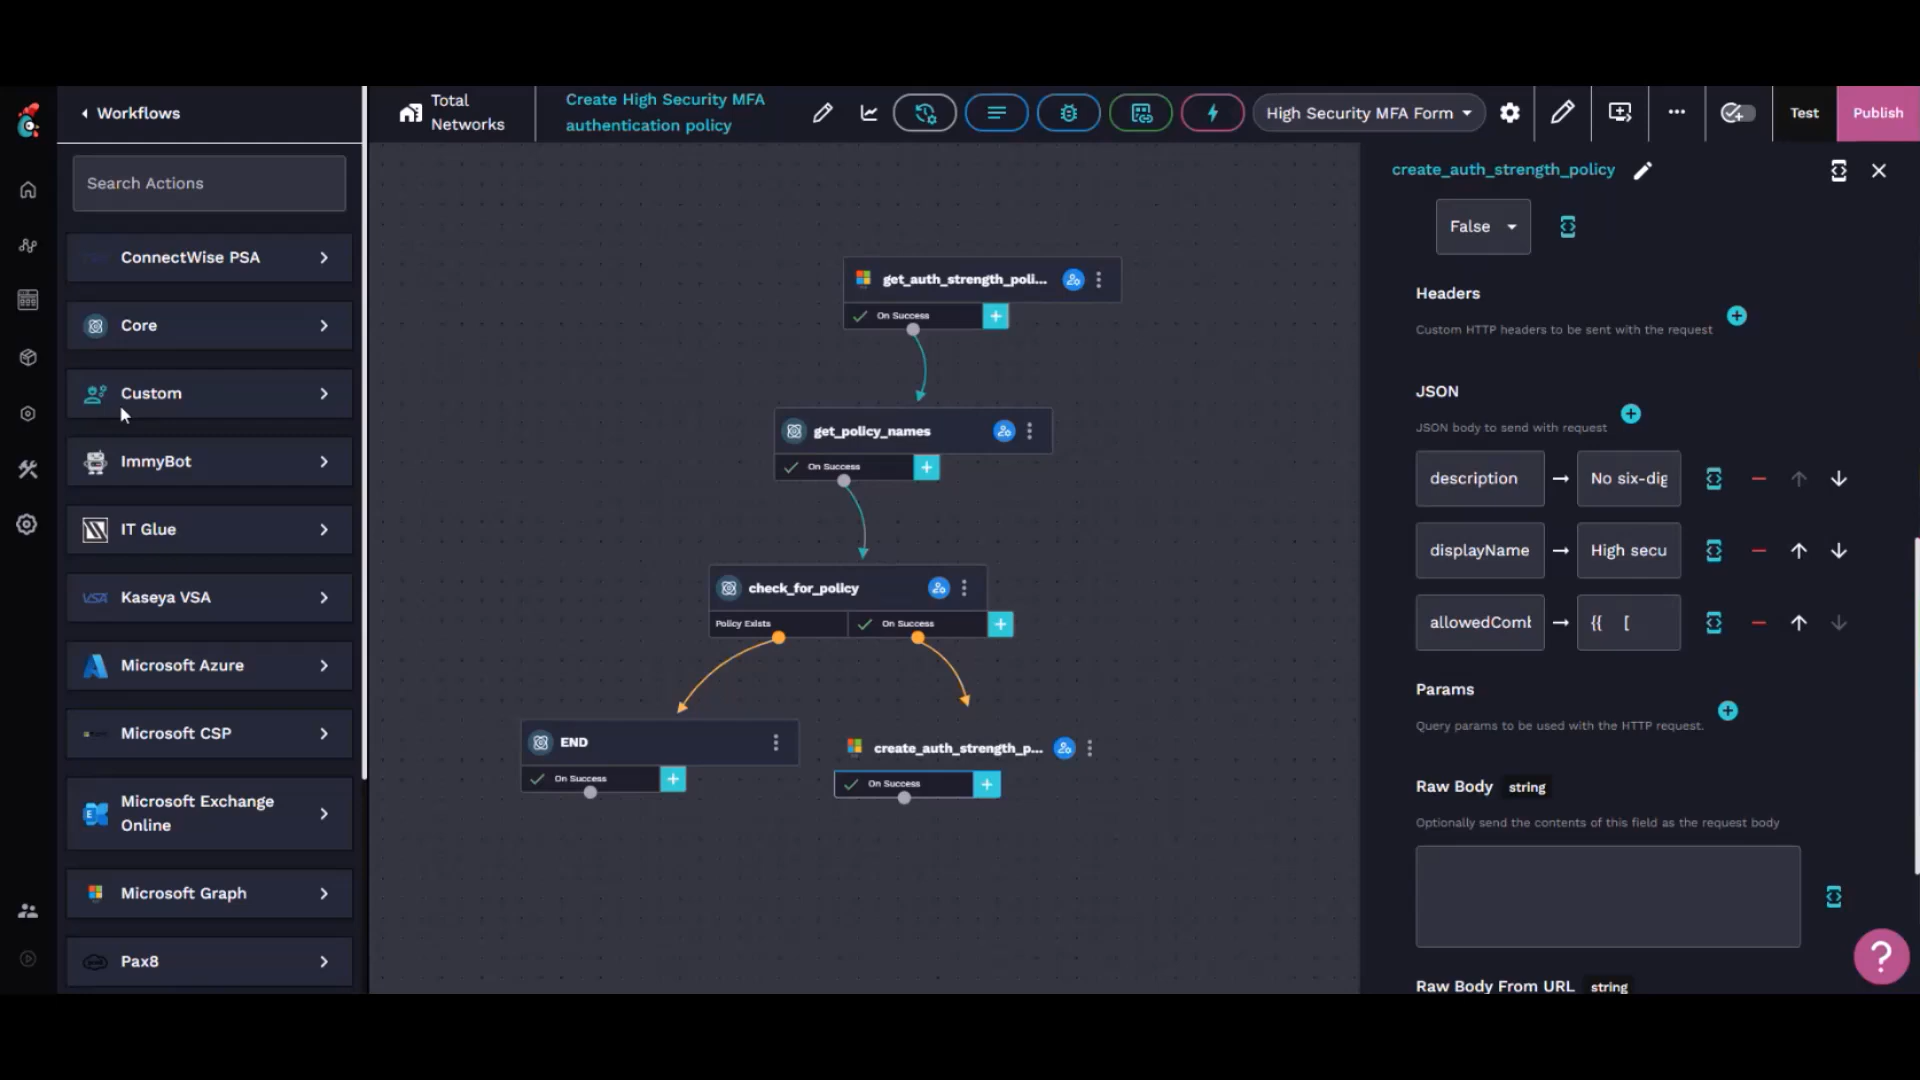 Workflows
Total
Networks
Create High Security MFA
authentication policy
High Security MFA Form
Test
Publish
Search Actions
ConnectWise PSA
Core
Custom
ImmyBot
IT Glue
Kaseya VSA
Microsoft Azure
Microsoft CSP
Microsoft Exchange
Online
Microsoft Graph
Pax8
get_auth_strength_poli...
On Success
get_policy_names
On Success
check_for_policy
Policy Exists
On Success
END
On Success
create_auth_strength_p...
On Success
create_auth_strength_policy
False
Headers
Custom HTTP headers to be sent with the request
JSON
JSON body to send with request
description
No six-dig
displayName
High secu
allowedComb
{{ [
Params
Query params to be used with the HTTP request.
Raw Body string
Optionally send the contents of this field as the request body
Raw Body From URL string
?